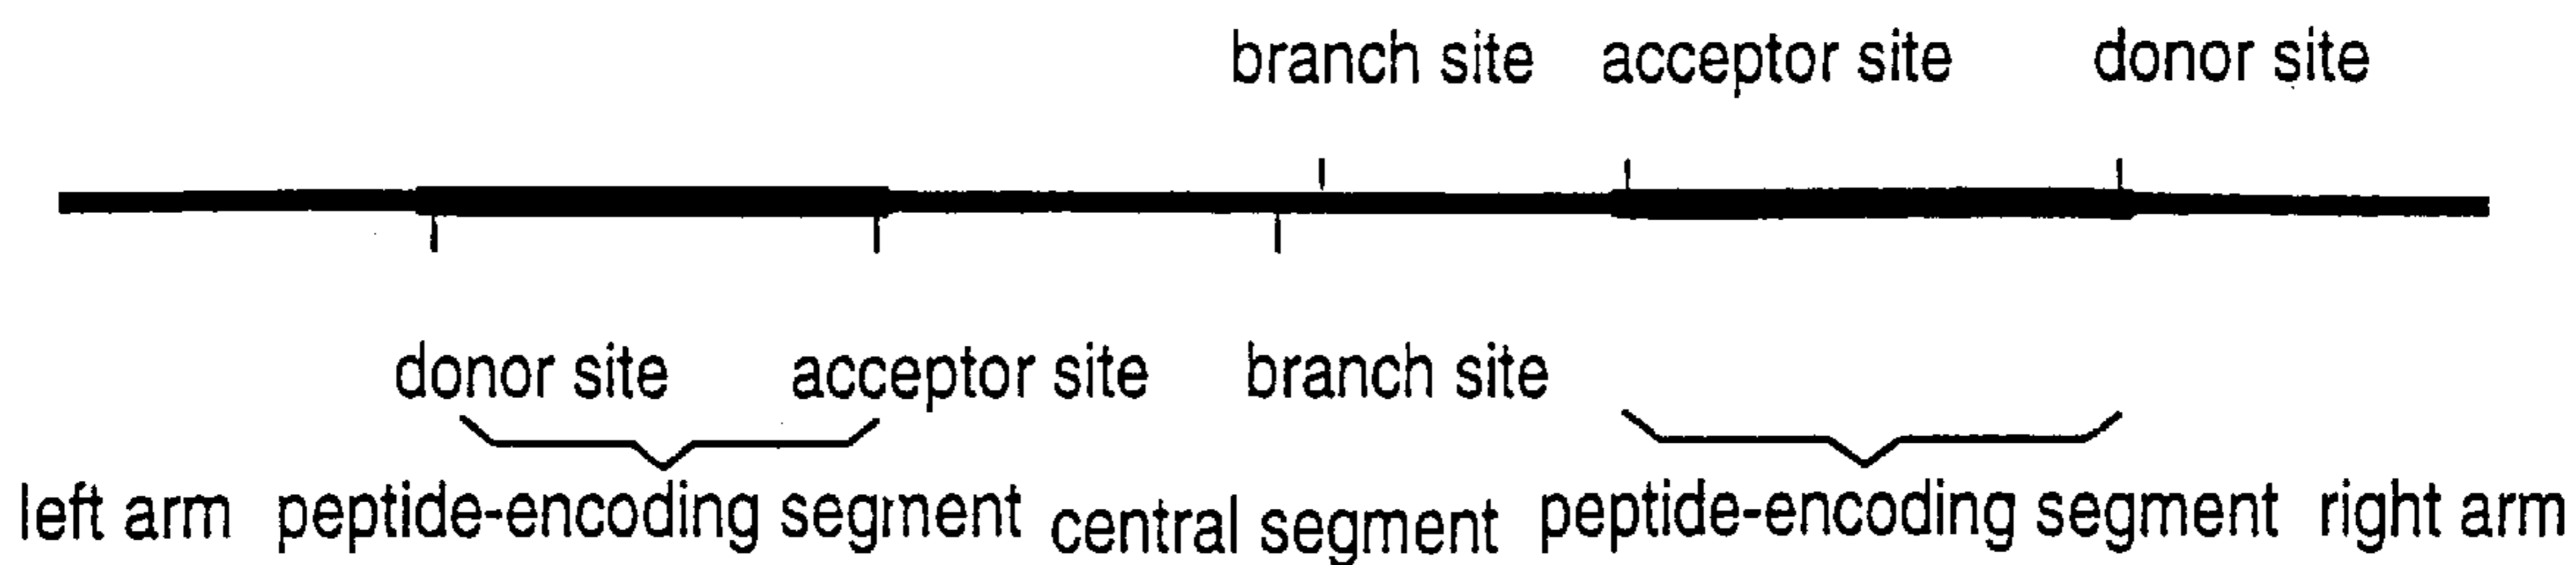 branch site acceptor site donor site
donor site acceptor site branch site
left arm peptide-encoding segment central segment peptide-encoding segment right arm